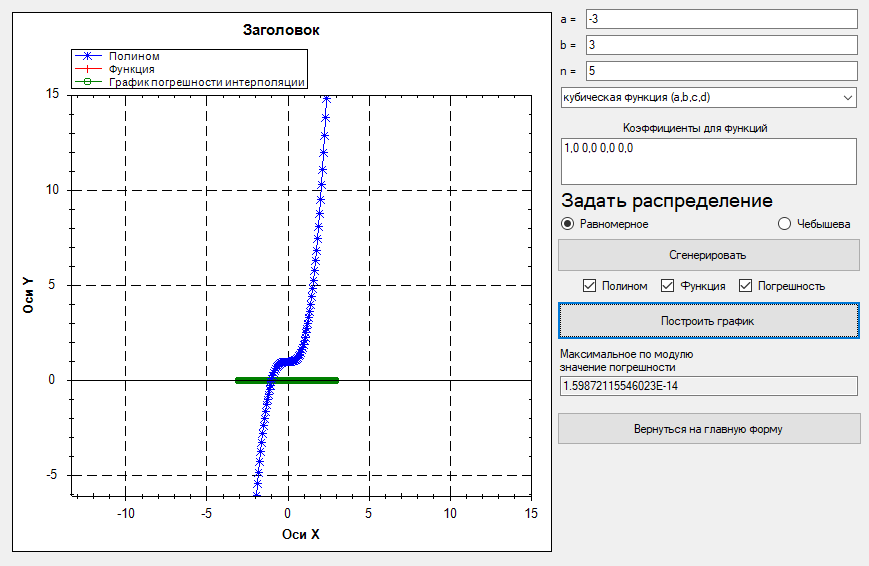 Заголовок
Полином
Функция
График погрешности интерполяции
15
10
5
0
-5
Оси Y
-10
-5
0
5
10
15
Оси X
a =
-3
b =
3
n =
5
кубическая функция (a,b,c,d)
Коэффициенты для функций
1,0 0,0 0,0 0,0
Задать распределение
Равномерное
Чебышева
Сгенерировать
Полином
Функция
Погрешность
Построить график
Максимальное по модулю
значение погрешности
1.59872115546023E-14
Вернуться на главную форму